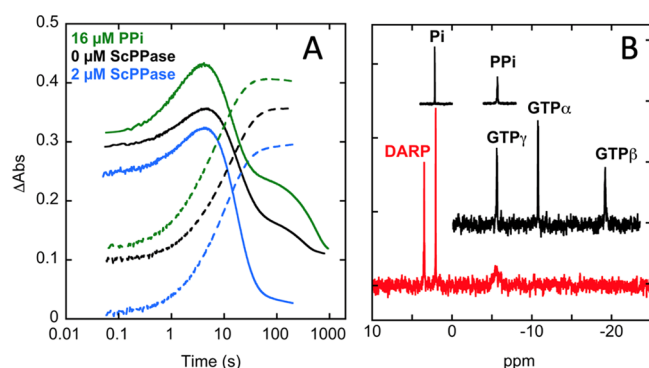 16 µM PPi
0 µM ScPPase
2 µM ScPPase
A
0.5
0.4
0.3
0.2
0.1
0
ΔAbs
0.01
0.1
1
10
100
1000
Time (s)
B
Pi
PPi
GTPα
GTPγ
GTPβ
DARP
10
0
-10
-20
ppm